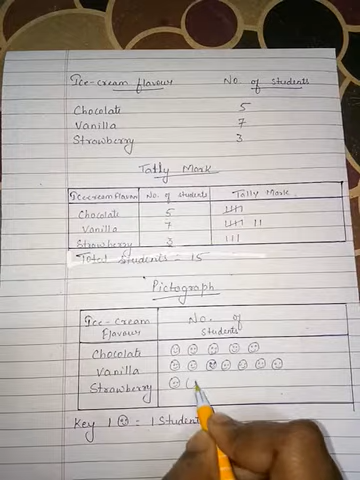 Ice-cream flavour No. of students
Chocolate 5
Vanilla 7
Strawberry 3
Tally Mark
Icecream Flavour No. of students Tally Mark
Chocolate 5
Vanilla 7
Strawberry 3
Total Students = 15
Pictograph
Ice-cream No. of
flavour Students
Chocolate
Vanilla
Strawberry
Key 1 = 1 Student